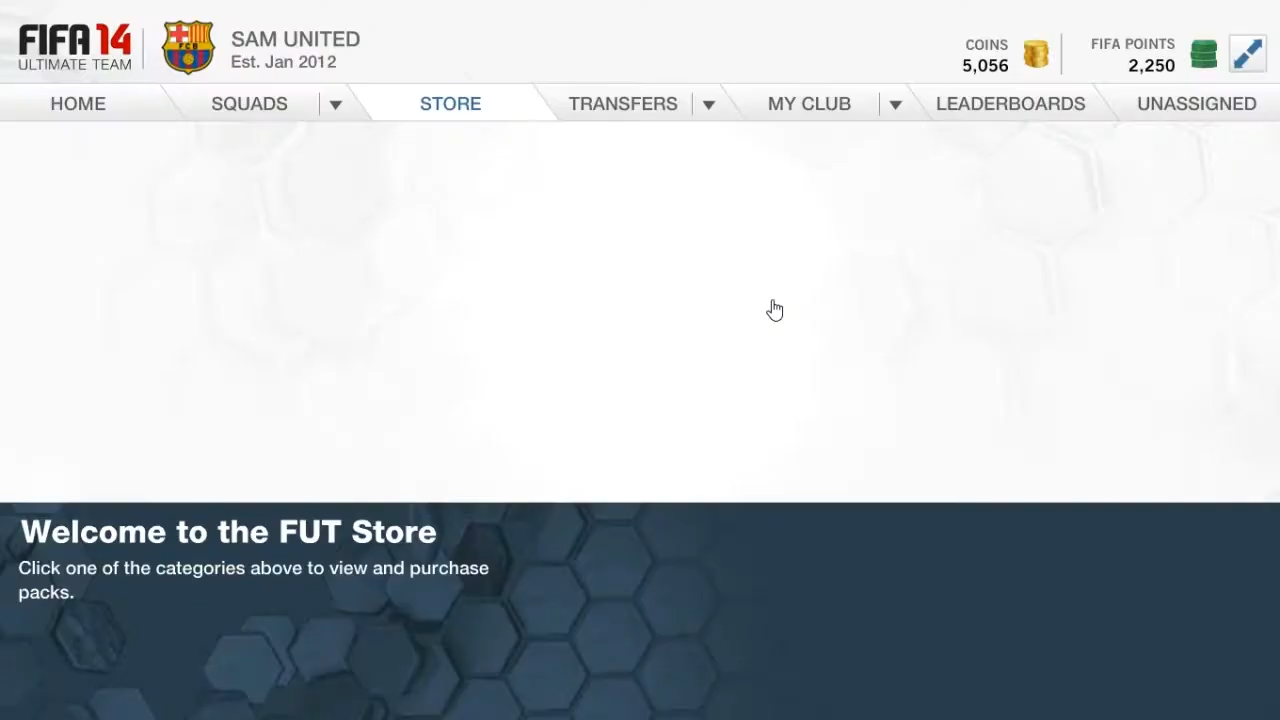 FIFA 14
ULTIMATE TEAM
FCB
SAM UNITED
Est. Jan 2012
COINS
5,056
FIFA POINTS
2,250
HOME
SQUADS
STORE
TRANSFERS
MY CLUB
LEADERBOARDS
UNASSIGNED
Welcome to the FUT Store
Click one of the categories above to view and purchase
packs.